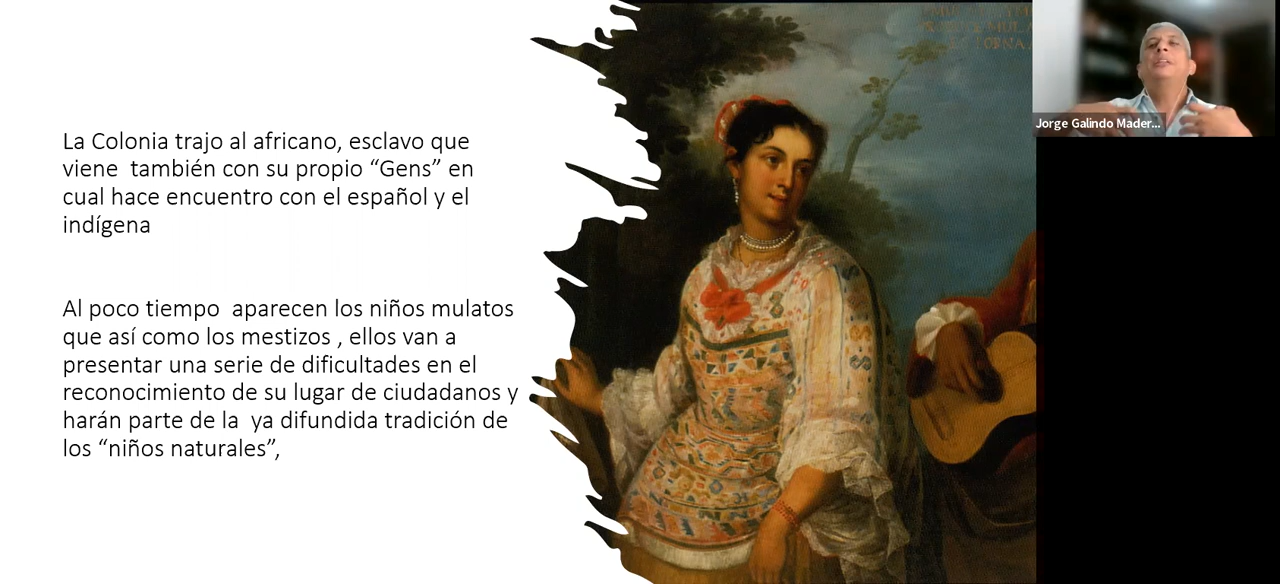 La Colonia trajo al africano, esclavo que
viene  también con su propio “Gens” en
cual hace encuentro con el español y el
indígena
Al poco tiempo  aparecen los niños mulatos
que así como los mestizos , ellos van a
presentar una serie de dificultades en el
reconocimiento de su lugar de ciudadanos y
harán parte de la  ya difundida tradición de
los “niños naturales”,
Jorge Galindo Mader...